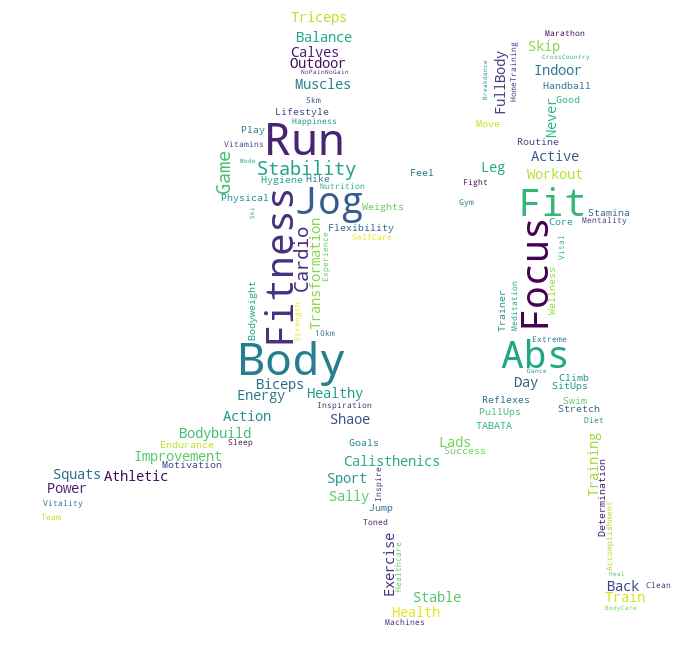 Triceps
Marathon
Balance
Skip
Calves
CrossCountry
Outdoor
NoPainNoGain
Indoor
Breakdance
FullBody
HomeTraining
Muscles
Handball
5km
Good
Lifestyle
Happiness
Move
Never
Play
Run
Vitamins
Routine
Mode
Stability
Active
Game
Hygiene
Hike
Nutrition
Feel
Leg
Workout
Fight
Physical
Jog
Weights
Gym
Fit
Stamina
Ski
Mentality
Core
Flexibility
SelfCare
Fitness
Cardio
Transformation
Experience
Focus
Vital
Wellness
Bodyweight
Strength
Trainer
Meditation
10km
Extreme
Body
Abs
Dance
Biceps
Day
Climb
SitUps
Energy
Healthy
Inspiration
Reflexes
Swim
Stretch
Action
Shaoe
PullUps
Diet
TABATA
Bodybuild
Endurance
Sleep
Goals
Lads
Success
Improvement
Motivation
Calisthenics
Training
Squats
Athletic
Sport
Inspire
Determination
Power
Sally
Vitality
Jump
Accomplishment
Team
Toned
Exercise
Healthcare
Heal
Back
Clean
Stable
Train
Health
BodyCare
Machines